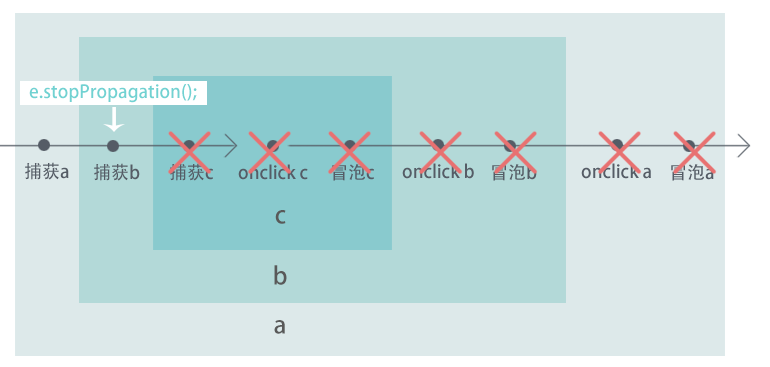 e.stopPropagation();
捕获a
捕获b
捕获c
onclick c
冒泡c
onclick b
冒泡b
onclick a
冒泡a
c
b
a